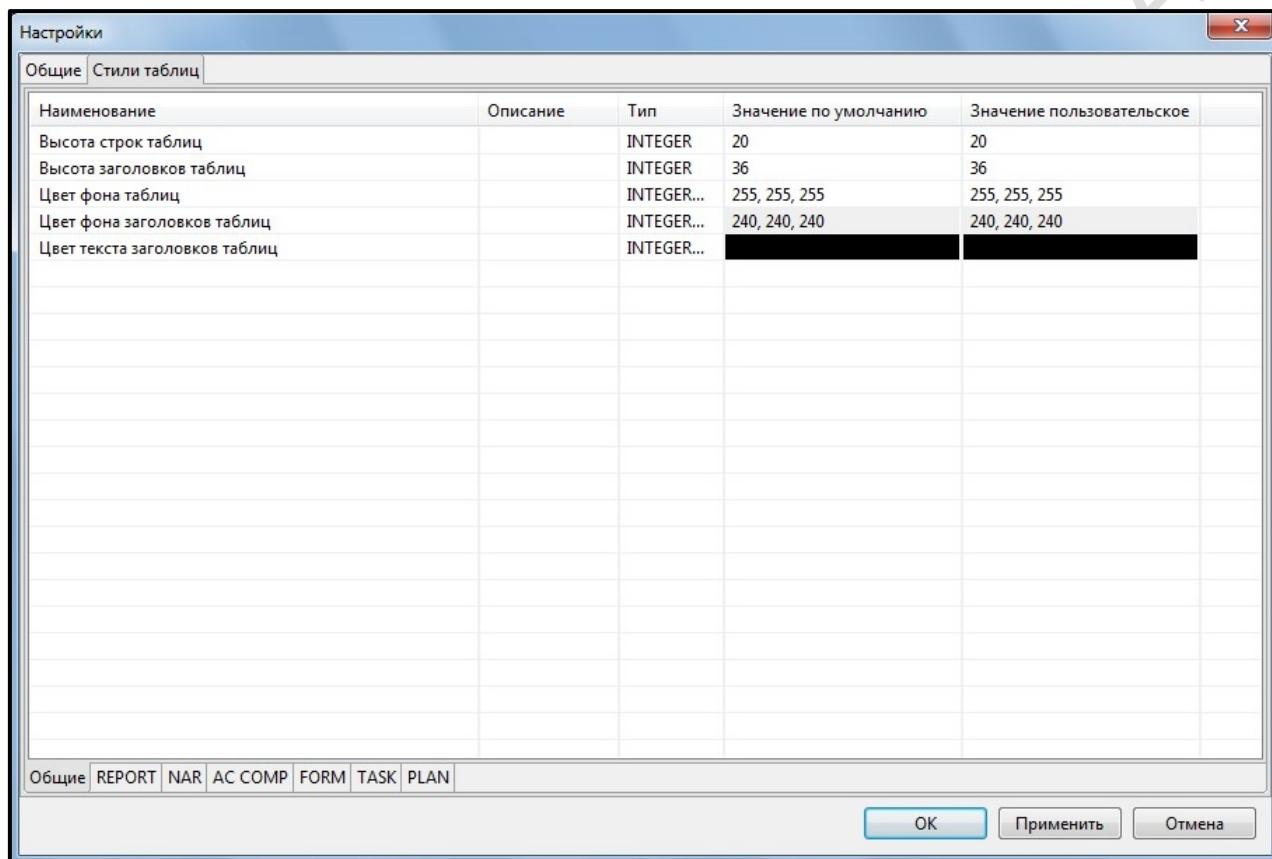 Настройки
Общие Стили таблиц
Наименование Описание Тип Значение по умолчанию Значение пользовательское
Высота строк таблиц INTEGER 20 20
Высота заголовков таблиц INTEGER 36 36
Цвет фона таблиц INTEGER... 255, 255, 255 255, 255, 255
Цвет фона заголовков таблиц INTEGER... 240, 240, 240 240, 240, 240
Цвет текста заголовков таблиц INTEGER...
Общие REPORT NAR AC COMP FORM TASK PLAN
OK Применить Отмена